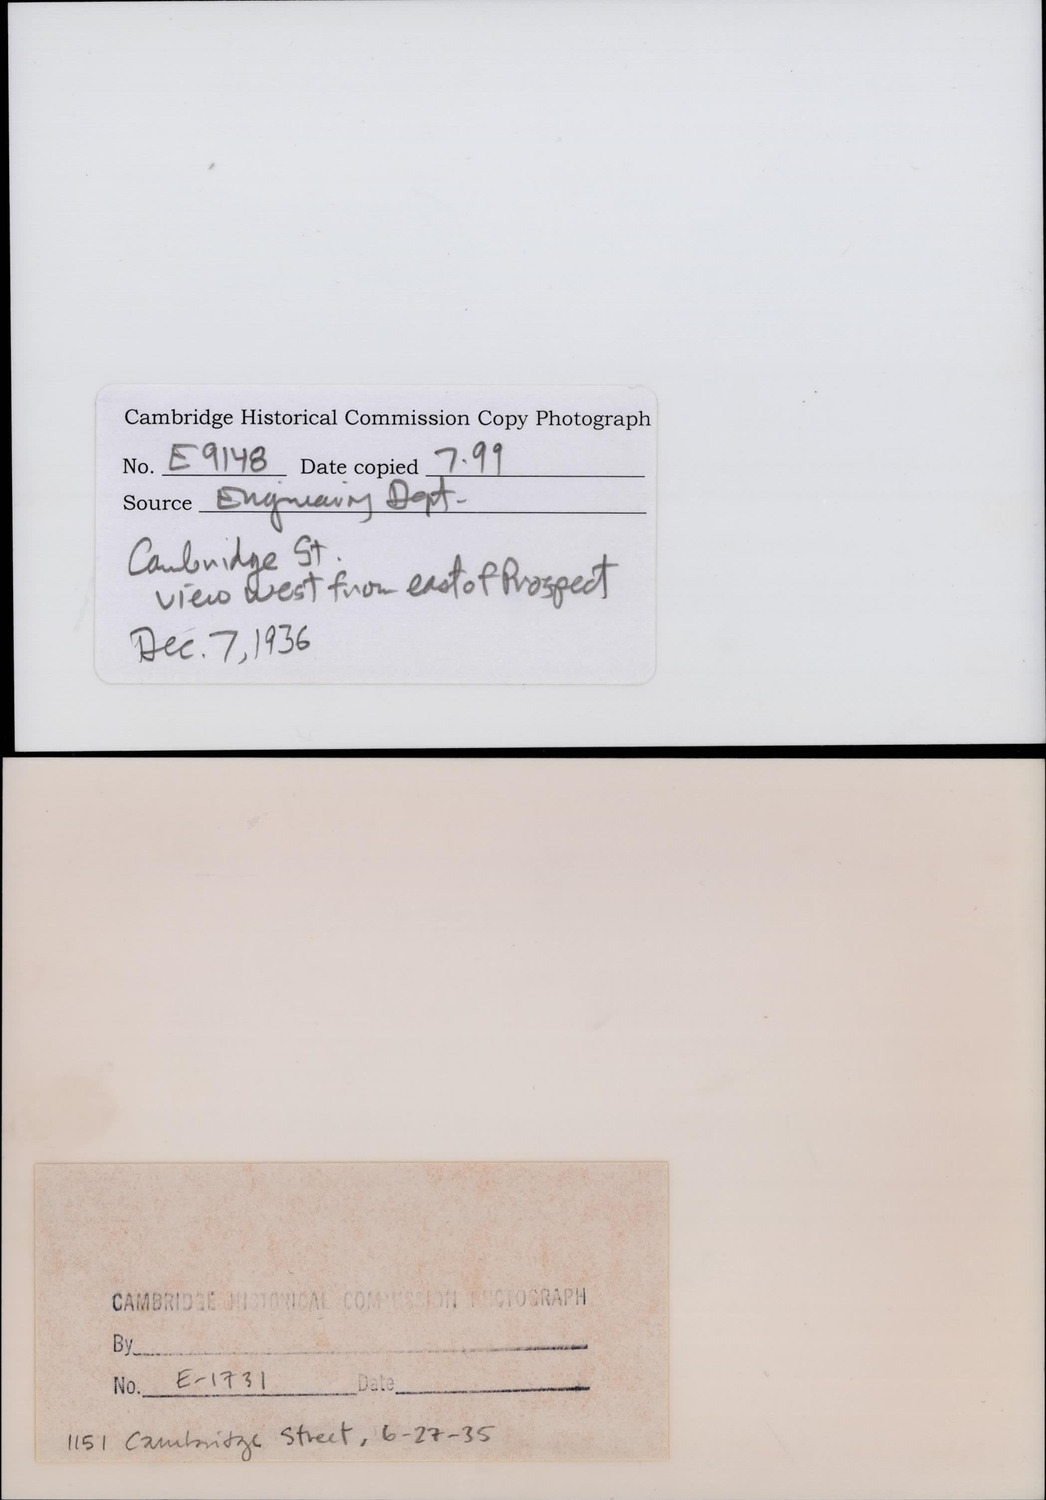 Cambridge Historical Commission Copy Photograph
No. E9148 Date copied 7.99
Source Engineering Dept.
Cambridge St.
view west from east of Prospect
Dec. 7, 1936
CAMBRIDGE HISTORICAL COMMISSION PHOTOGRAPH
By
No. E-1731 Date
1151 Cambridge Street, 6-27-35